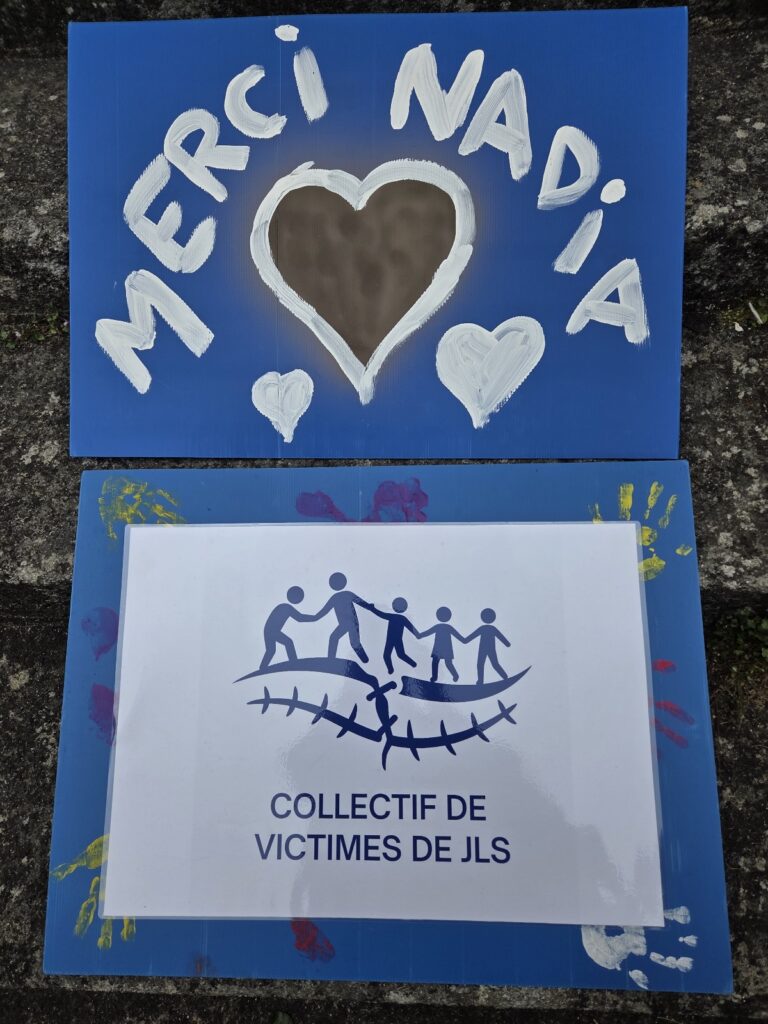 MERCi NADiA
COLLECTIF DE
VICTIMES DE JLS